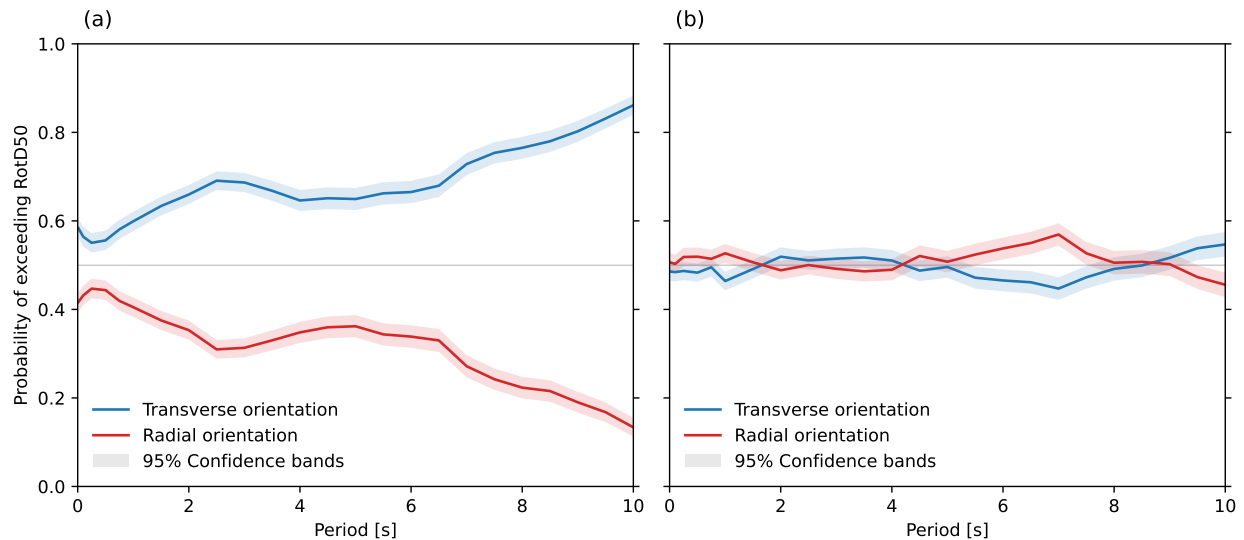 (a)
(b)
Probability of exceeding RotD50
1.0
0.8
0.6
0.4
0.2
0.0
Transverse orientation
Radial orientation
95% Confidence bands
0 2 4 6 8 10
Period [s]
Transverse orientation
Radial orientation
95% Confidence bands
0 2 4 6 8 10
Period [s]